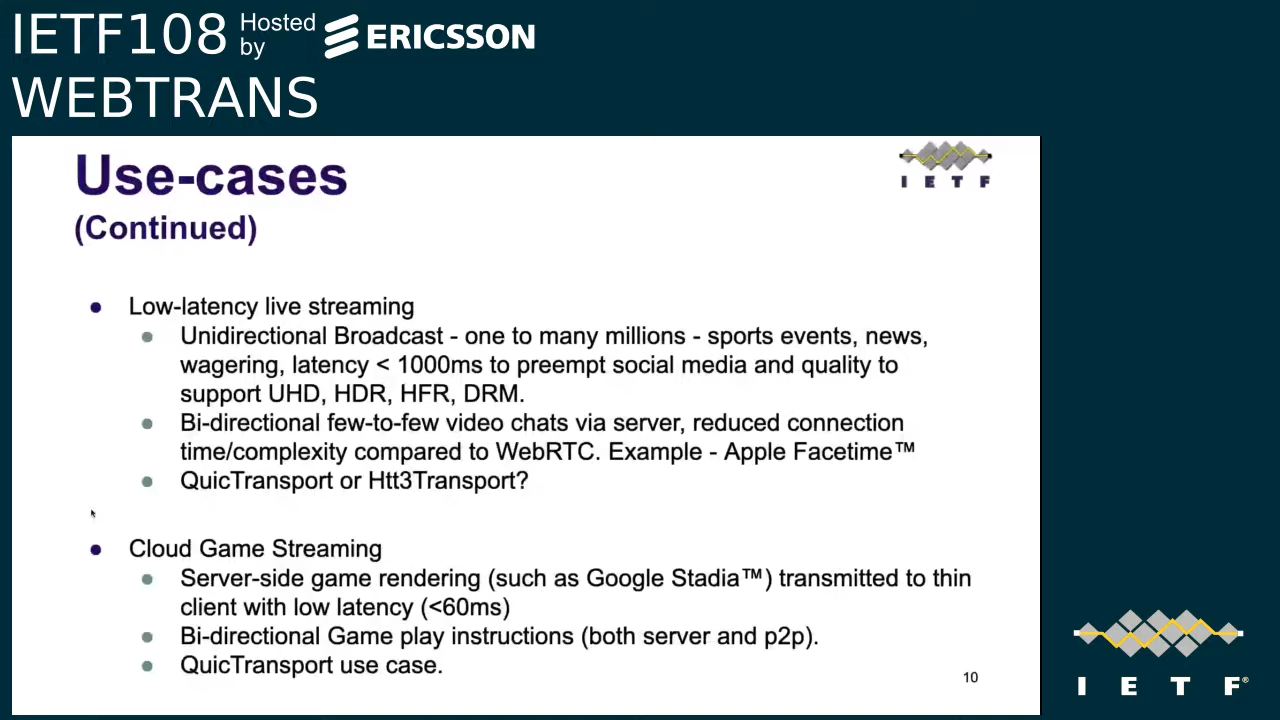 IETF108 Hosted by ERICSSON
WEBTRANS
Use-cases
(Continued)
I E T F
• Low-latency live streaming
• Unidirectional Broadcast - one to many millions - sports events, news,
wagering, latency < 1000ms to preempt social media and quality to
support UHD, HDR, HFR, DRM.
• Bi-directional few-to-few video chats via server, reduced connection
time/complexity compared to WebRTC. Example - Apple Facetime™
• QuicTransport or Htt3Transport?
• Cloud Game Streaming
• Server-side game rendering (such as Google Stadia™) transmitted to thin
client with low latency (<60ms)
• Bi-directional Game play instructions (both server and p2p).
• QuicTransport use case.
10
I E T F®